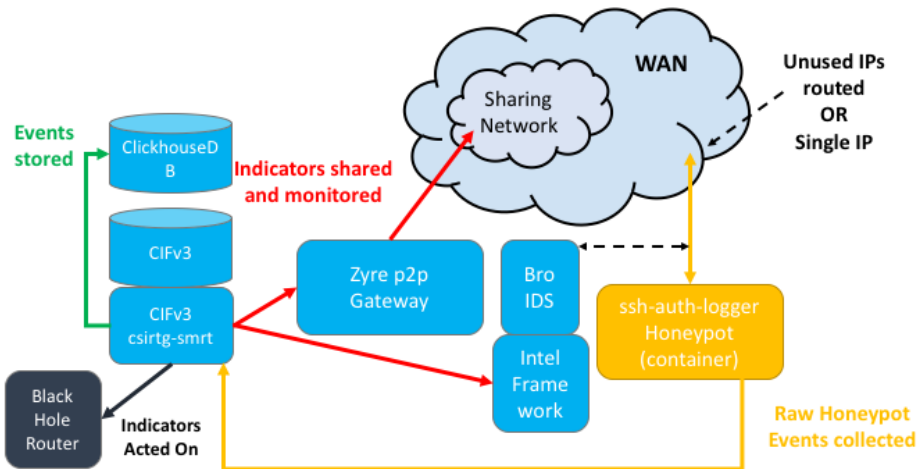 WAN
Sharing
Network
Unused IPs
routed
OR
Single IP
Events
stored
ClickhouseD
B
Indicators shared
and monitored
CIFv3
Zyre p2p
Gateway
Bro
IDS
ssh-auth-logger
Honeypot
(container)
CIFv3
csirtg-smrt
Intel
Frame
work
Black
Hole
Router
Indicators
Acted On
Raw Honeypot
Events collected